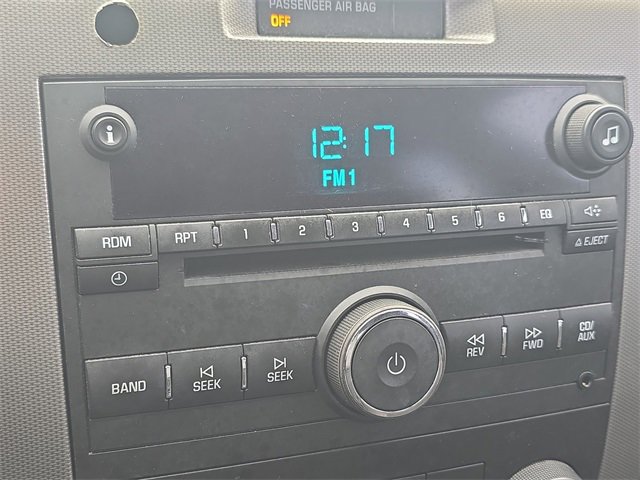 PASSENGER AIR BAG
OFF
12:17
FM1
RDM RPT 1 2 3 4 5 6 EQ
EJECT
BAND SEEK SEEK REV FWD CD/
AUX